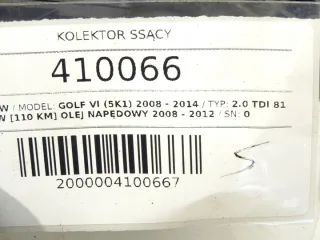 KOLEKTOR SSĄCY
410066
W / MODEL: GOLF VI (5K1) 2008 - 2014 / TYP: 2.0 TDI 81
W [110 KM] OLEJ NAPĘDOWY 2008 - 2012 / SN: 0
2000004100667